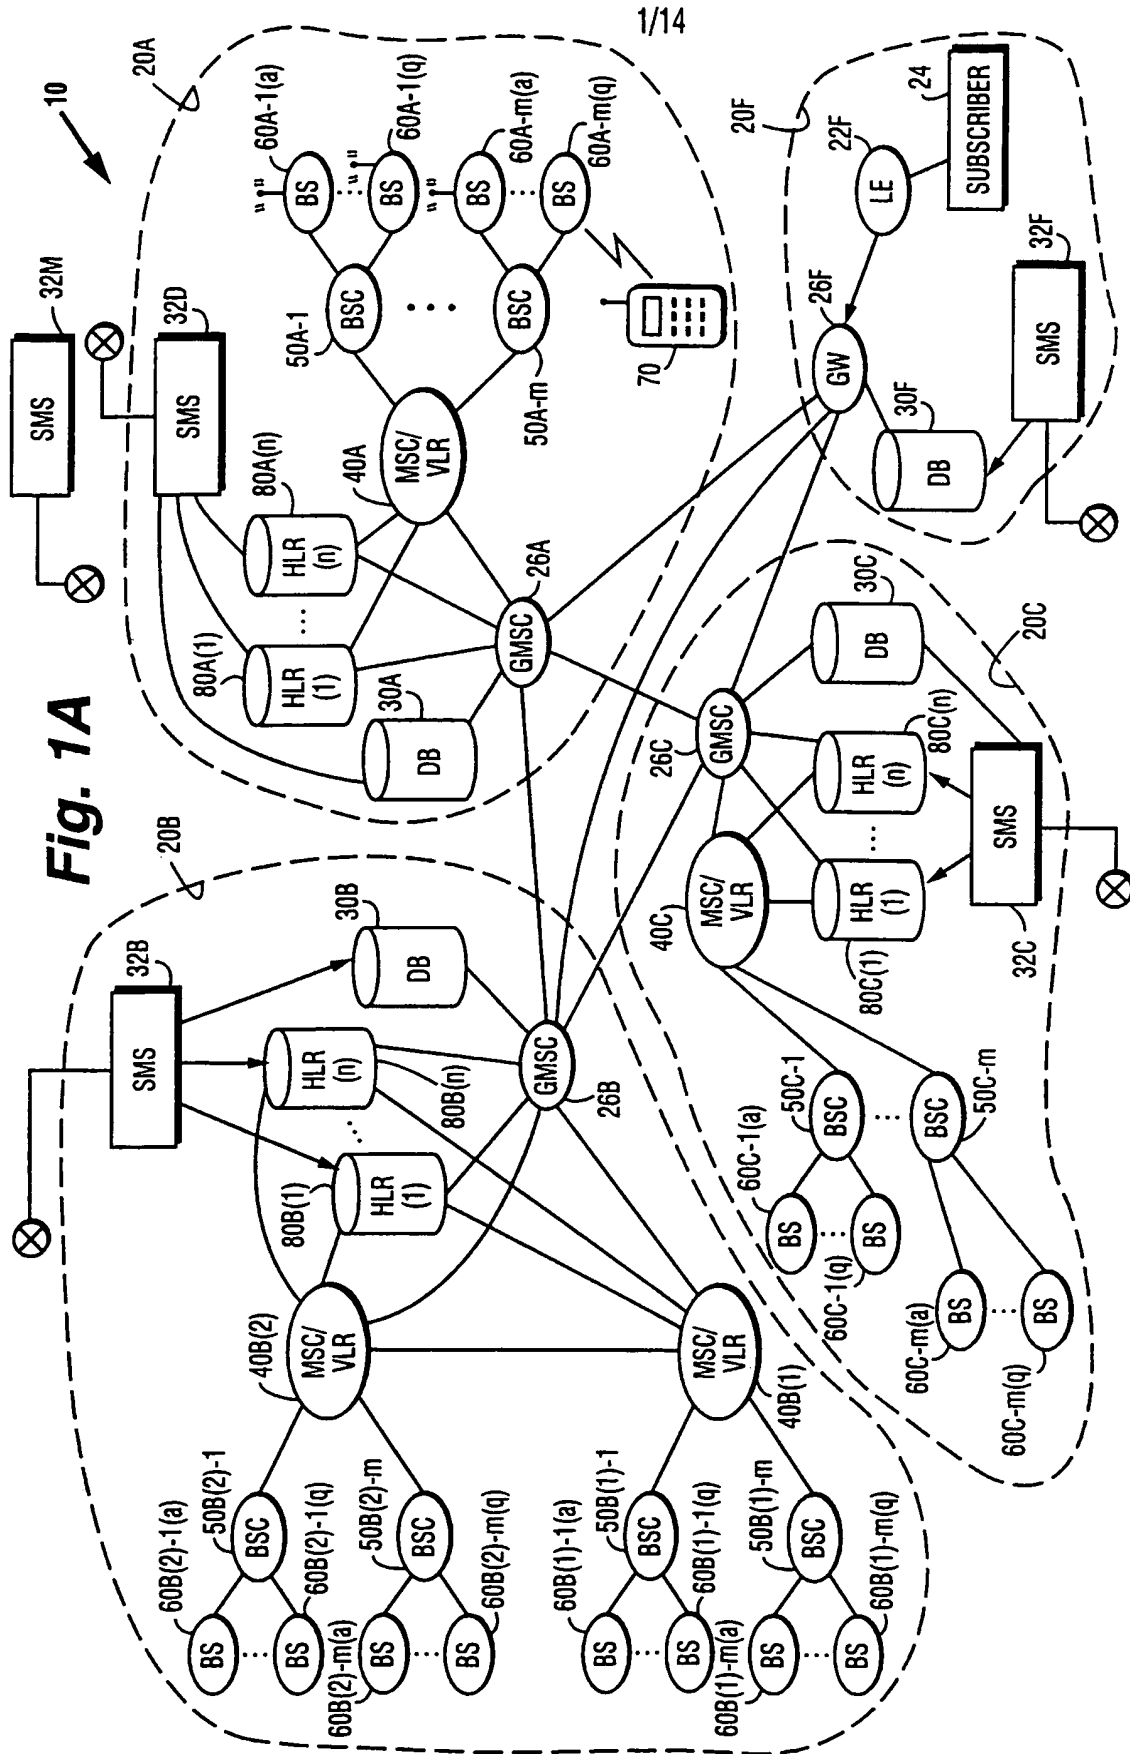 1/14
Fig. 1A
10
20A
SMS
32M
SMS
32D
HLR
(n)
80A(n)
HLR
(1)
80A(1)
...
DB
30A
GMSC
26A
MSC/
VLR
40A
BSC
50A-1
BSC
50A-m
BS
60A-1(a)
BS
60A-1(q)
BS
60A-m(a)
BS
60A-m(q)
70
20B
SMS
32B
DB
30B
HLR
(n)
80B(n)
HLR
(1)
80B(1)
GMSC
26B
MSC/
VLR
40B(2)
MSC/
VLR
40B(1)
BSC
50B(2)-1
BSC
50B(2)-m
BS
60B(2)-1(a)
BS
60B(2)-1(q)
BS
60B(2)-m(a)
BS
60B(2)-m(q)
BSC
50B(1)-1
BSC
50B(1)-m
BS
60B(1)-1(a)
BS
60B(1)-1(q)
BS
60B(1)-m(a)
BS
60B(1)-m(q)
20C
GMSC
26C
DB
30C
HLR
(n)
80C(n)
HLR
(1)
80C(1)
SMS
32C
MSC/
VLR
40C
BSC
50C-1
BSC
50C-m
BS
60C-1(a)
BS
60C-1(q)
BS
60C-m(a)
BS
60C-m(q)
20F
LE
22F
SUBSCRIBER
24
GW
26F
DB
30F
SMS
32F